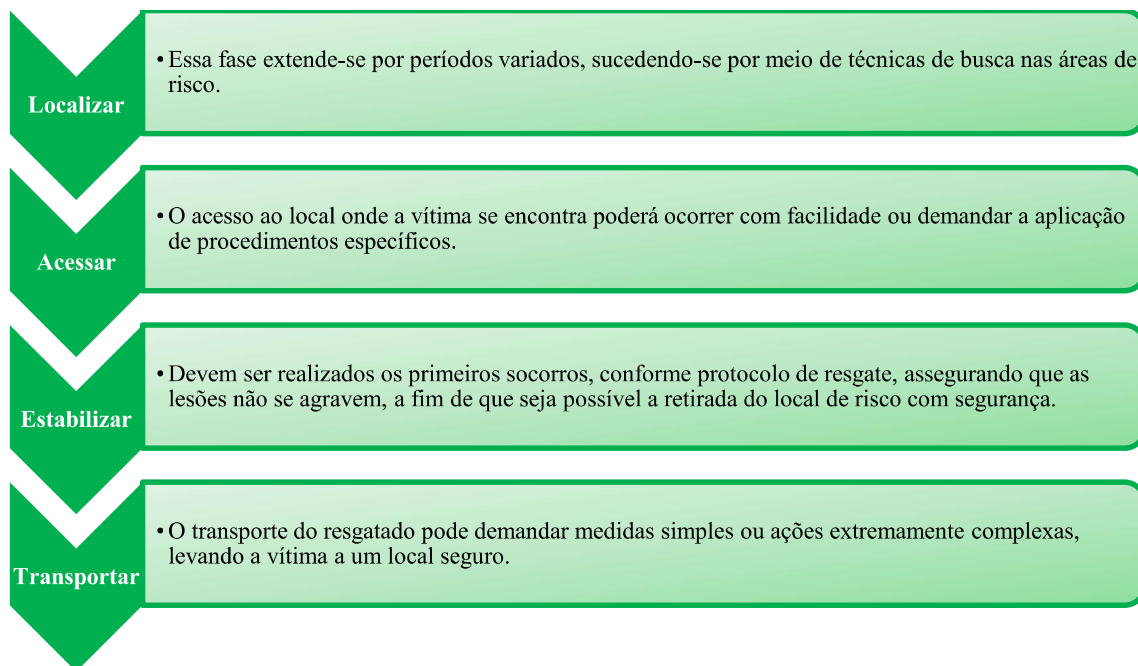 Localizar
• Essa fase extende-se por períodos variados, sucedendo-se por meio de técnicas de busca nas áreas de
risco.
Acessar
• O acesso ao local onde a vítima se encontra poderá ocorrer com facilidade ou demandar a aplicação
de procedimentos específicos.
Estabilizar
• Devem ser realizados os primeiros socorros, conforme protocolo de resgate, assegurando que as
lesões não se agravem, a fim de que seja possível a retirada do local de risco com segurança.
Transportar
• O transporte do resgatado pode demandar medidas simples ou ações extremamente complexas,
levando a vítima a um local seguro.